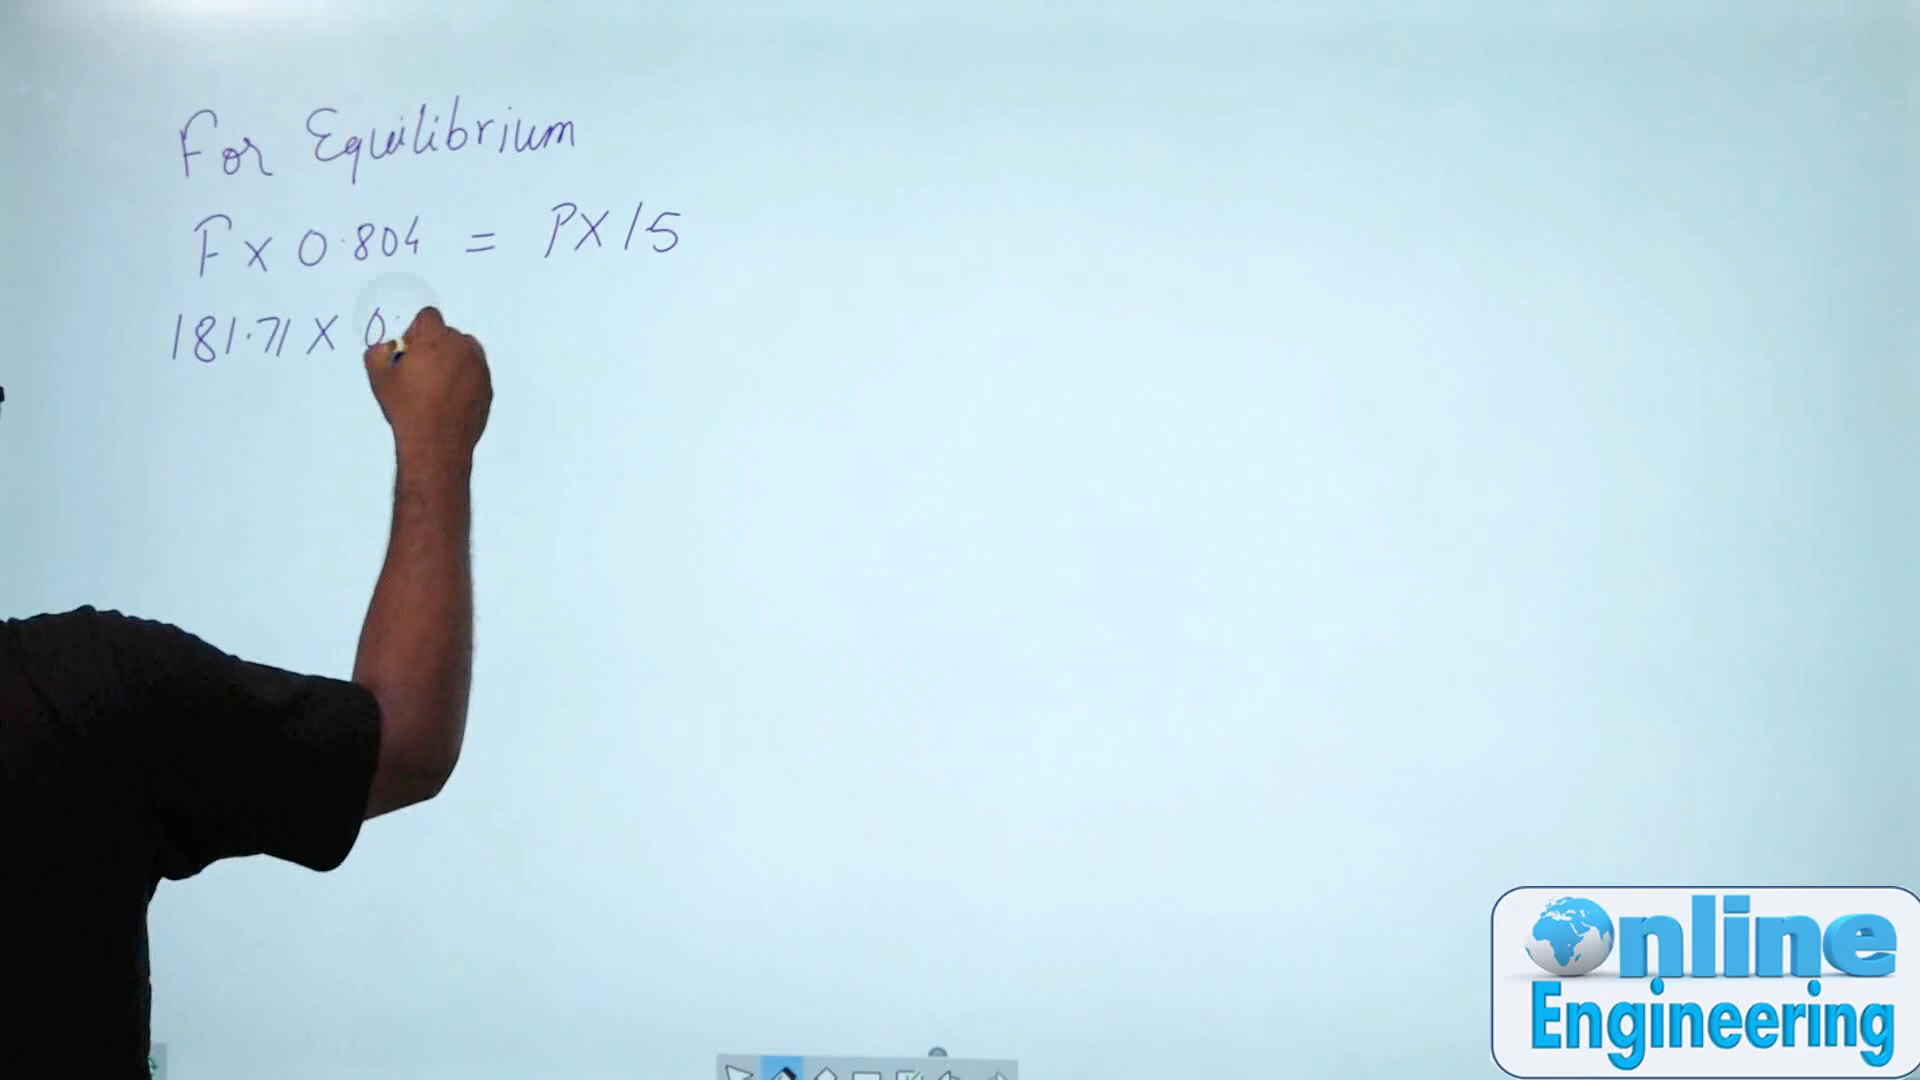 For Equilibrium
F x 0.804 = P x 15
181.71 x 0.
Online
Engineering